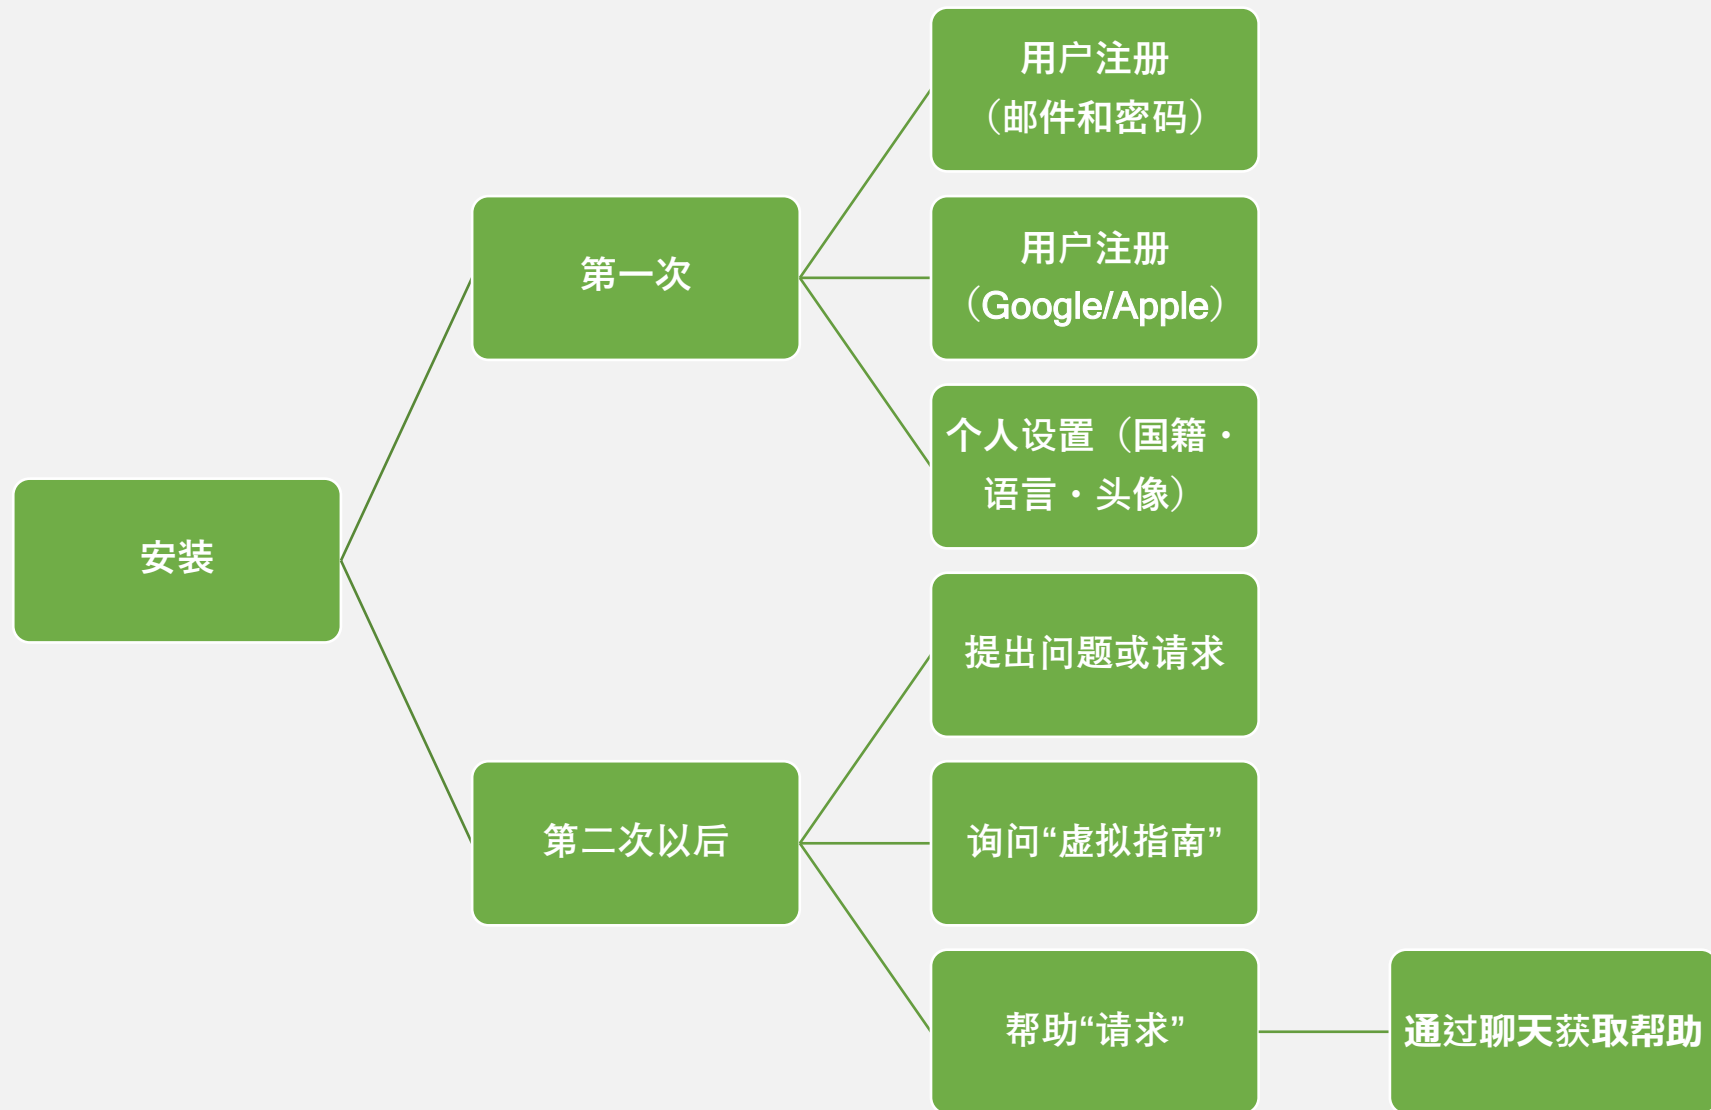 用户注册
（邮件和密码）
用户注册
（Google/Apple）
第一次
个人设置（国籍・
语言・头像）
安装
提出问题或请求
第二次以后
询问“虚拟指南”
帮助“请求”
通过聊天获取帮助